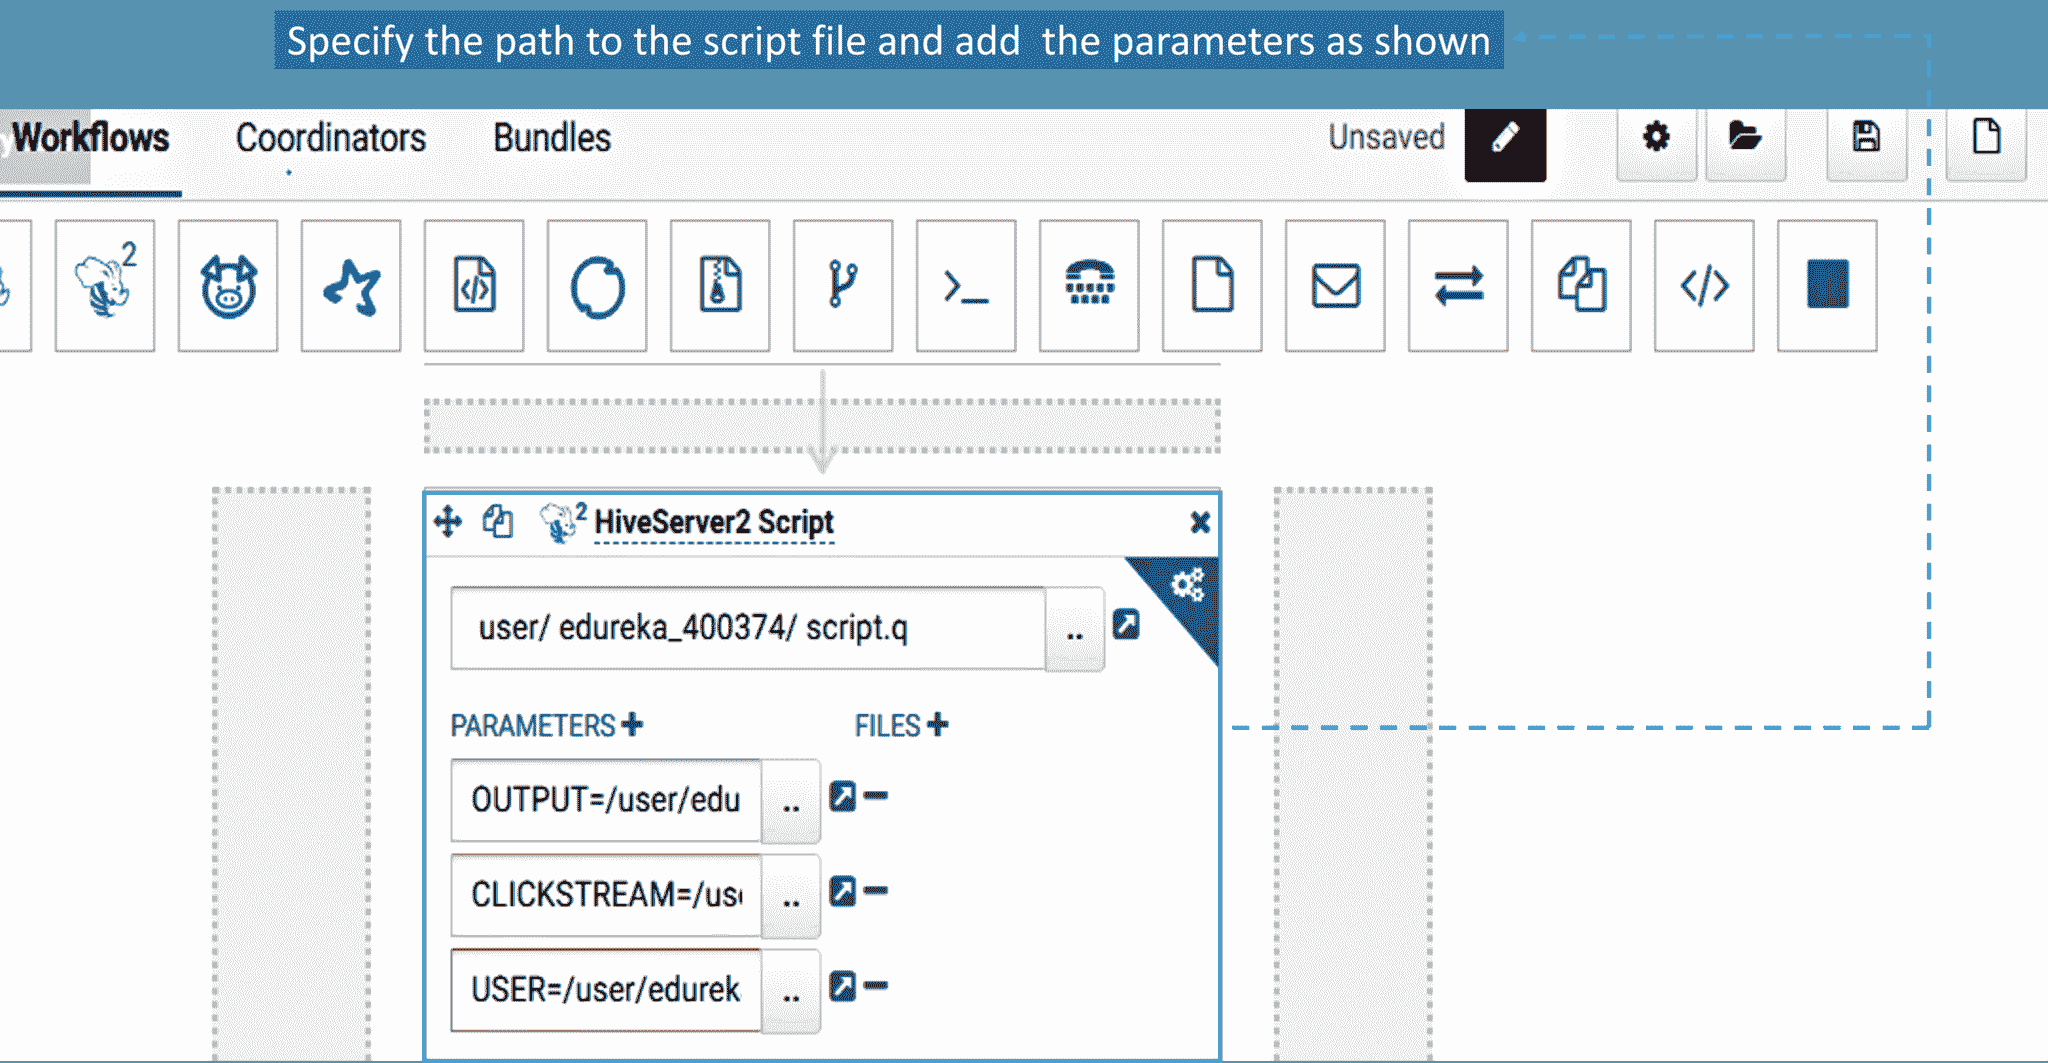 Specify the path to the script file and add  the parameters as shown
Workflows Coordinators Bundles Unsaved
2
2 HiveServer2 Script
user/ edureka_400374/ script.q ..
PARAMETERS+ FILES+
OUTPUT=/user/edu ..
CLICKSTREAM=/us ..
USER=/user/edurek ..